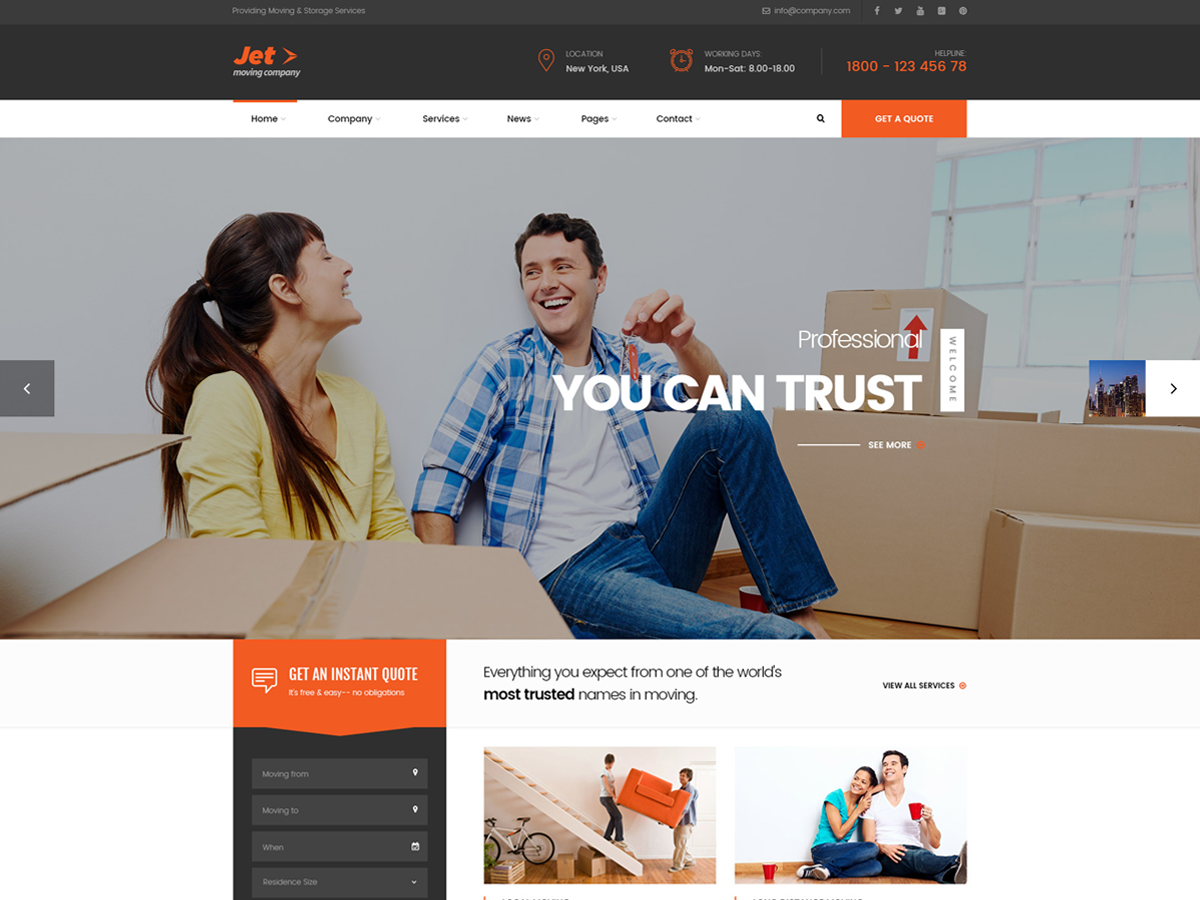 Providing Moving & Storage Services
info@company.com
Jet
moving company
LOCATION
New York, USA
WORKING DAYS:
Mon-Sat: 8.00-18.00
HELPLINE:
1800 - 123 456 78
Home
Company
Services
News
Pages
Contact
GET A QUOTE
Professional
YOU CAN TRUST
WELCOME
SEE MORE
GET AN INSTANT QUOTE
It's free & easy-- no obligations
Everything you expect from one of the world's
most trusted names in moving.
VIEW ALL SERVICES
Moving from
Moving to
When
Residence Size